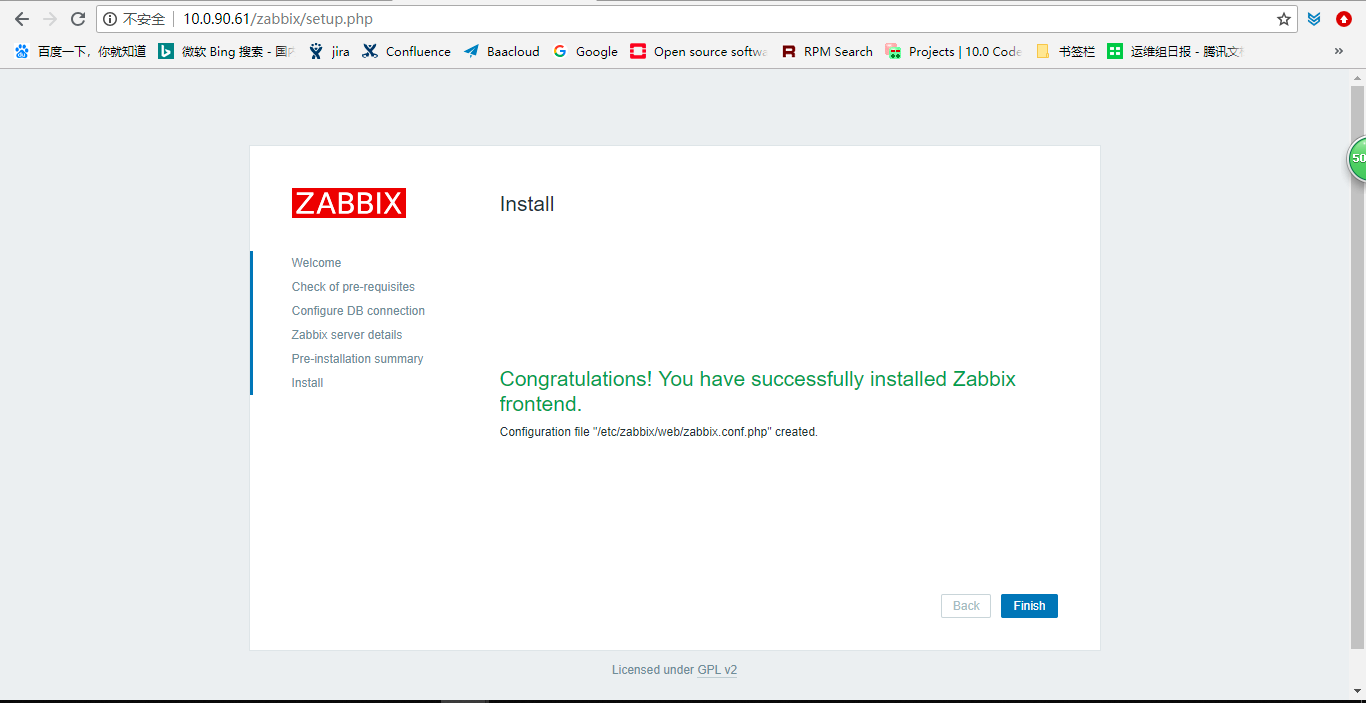 不安全 10.0.90.61/zabbix/setup.php
百度一下，你就知道 微软 Bing 搜索 - 国 jira Confluence Baacloud Google Open source softw RPM Search Projects | 10.0 Code 书签栏 运维组日报 - 腾讯文 »
50
ZABBIX
Install
Welcome
Check of pre-requisites
Configure DB connection
Zabbix server details
Pre-installation summary
Install
Congratulations! You have successfully installed Zabbix
frontend.
Configuration file "/etc/zabbix/web/zabbix.conf.php" created.
Back Finish
Licensed under GPL v2